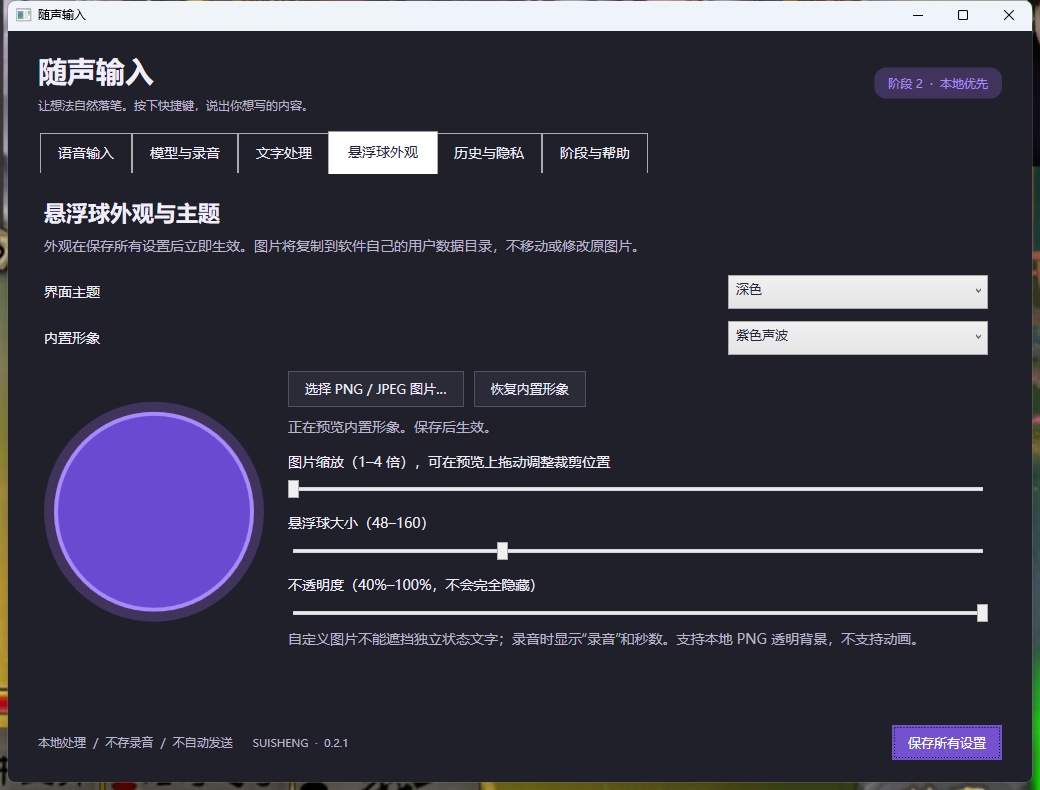 随声输入
随声输入
让想法自然落笔。按下快捷键，说出你想写的内容。
阶段 2 · 本地优先
语音输入 模型与录音 文字处理 悬浮球外观 历史与隐私 阶段与帮助
悬浮球外观与主题
外观在保存所有设置后立即生效。图片将复制到软件自己的用户数据目录，不移动或修改原图片。
界面主题 深色
内置形象 紫色声波
选择 PNG / JPEG 图片... 恢复内置形象
正在预览内置形象。保存后生效。
图片缩放（1–4 倍），可在预览上拖动调整裁剪位置
悬浮球大小（48–160）
不透明度（40%–100%，不会完全隐藏）
自定义图片不能遮挡独立状态文字；录音时显示“录音”和秒数。支持本地 PNG 透明背景，不支持动画。
本地处理 / 不存录音 / 不自动发送 SUISHENG · 0.2.1
保存所有设置